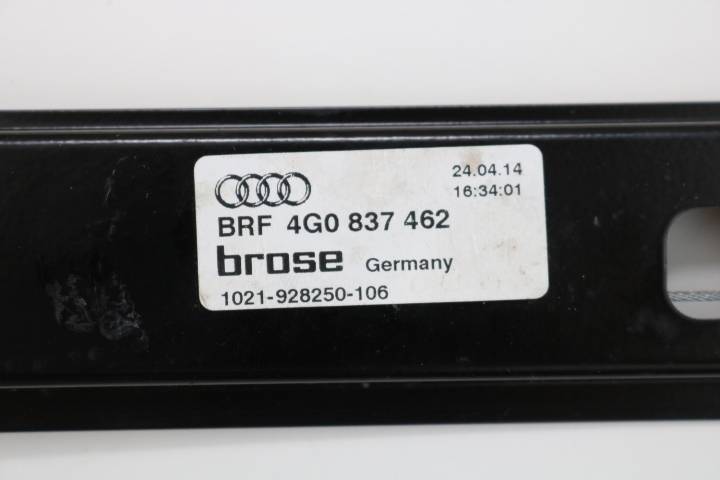 24.04.14
16:34:01
BRF 4G0 837 462
brose Germany
1021-928250-106